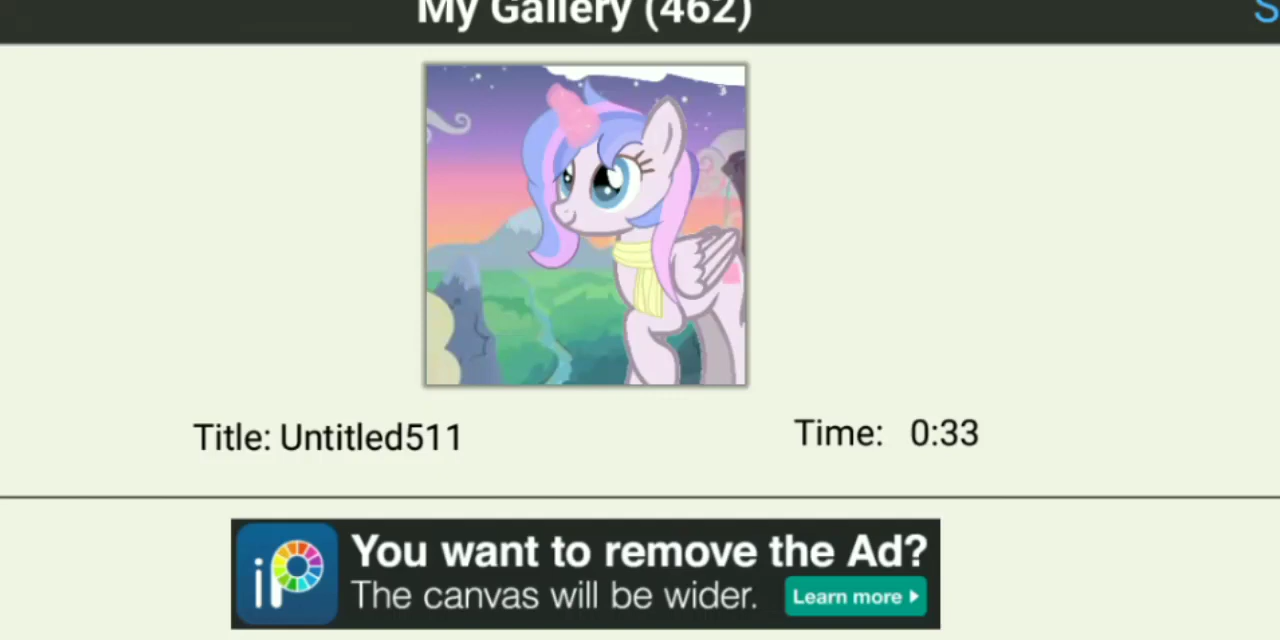 My Gallery (462)
S
Title: Untitled511
Time: 0:33
iP
You want to remove the Ad?
The canvas will be wider.
Learn more